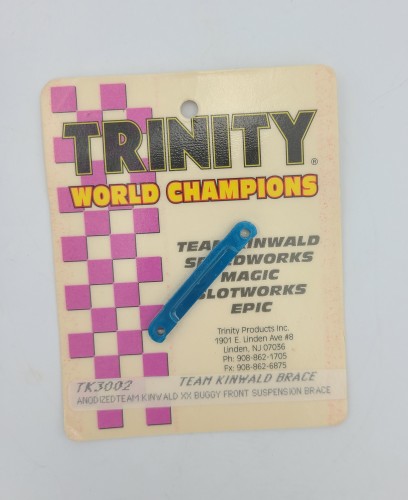 TRINITY®
WORLD CHAMPIONS
TEAM KINWALD
SPEEDWORKS
MAGIC
SLOTWORKS
EPIC
Trinity Products Inc.
1901 E. Linden Ave #8
Linden, NJ 07036
Ph: 908-862-1705
Fx: 908-862-6875
TK3002 TEAM KINWALD BRACE
ANODIZED TEAM KINWALD XX BUGGY FRONT SUSPENSION BRACE